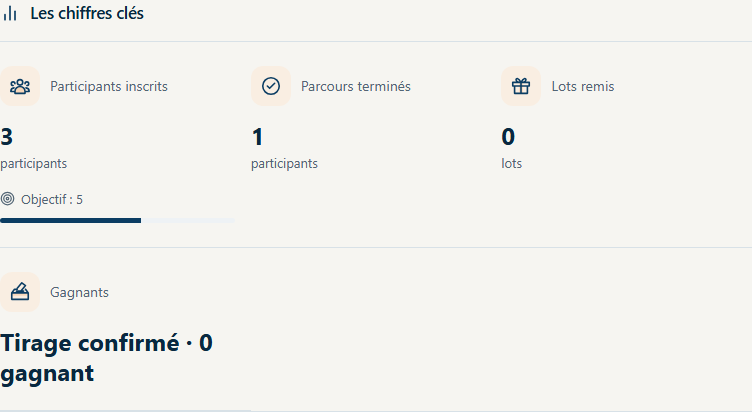 Les chiffres clés
Participants inscrits
Parcours terminés
Lots remis
3
1
0
participants
participants
lots
Objectif : 5
Gagnants
Tirage confirmé · 0
gagnant